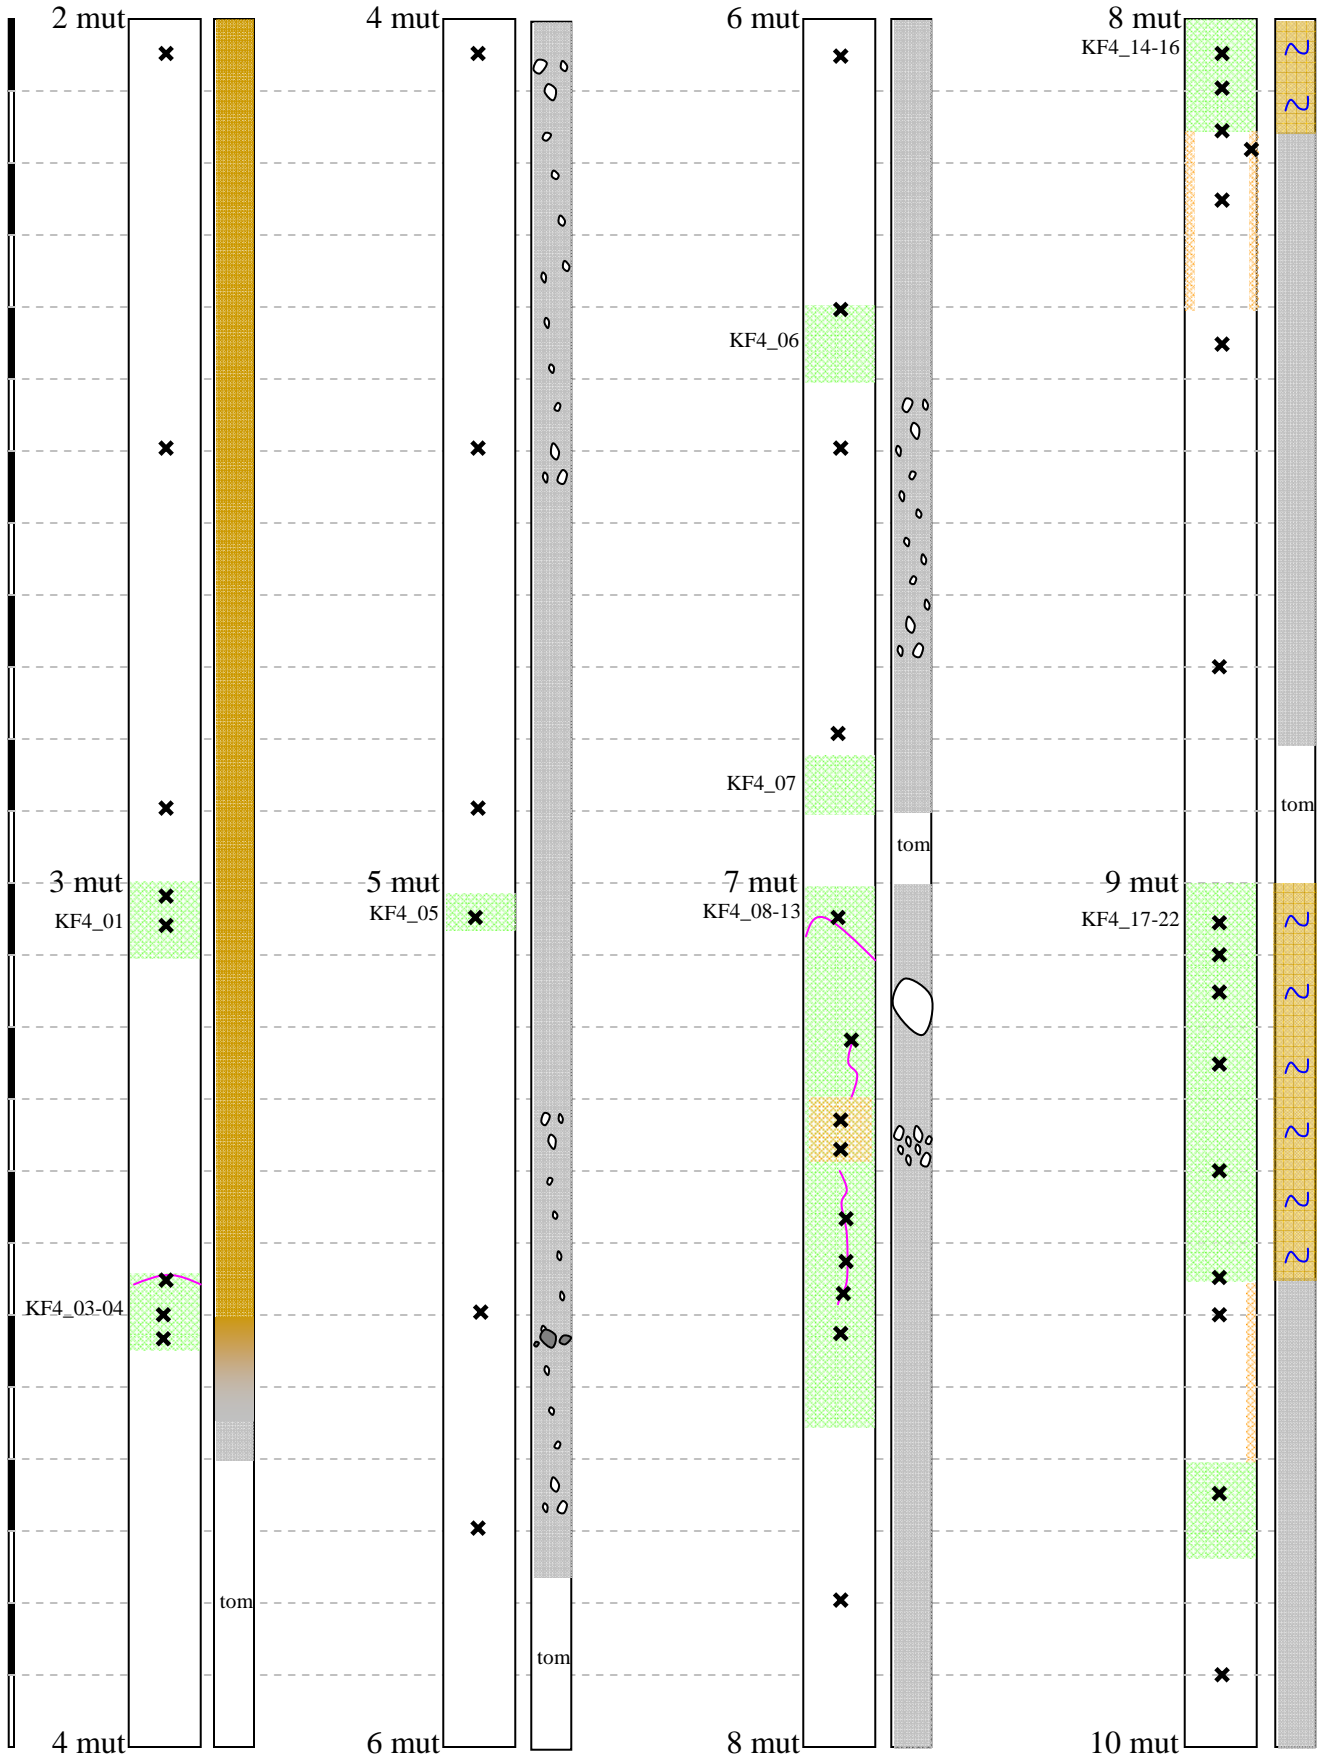 2 mut
3 mut
KF4_01
KF4_03-04
tom
4 mut
4 mut
5 mut
KF4_05
tom
6 mut
6 mut
KF4_06
KF4_07
tom
7 mut
KF4_08-13
8 mut
8 mut
KF4_14-16
tom
9 mut
KF4_17-22
10 mut